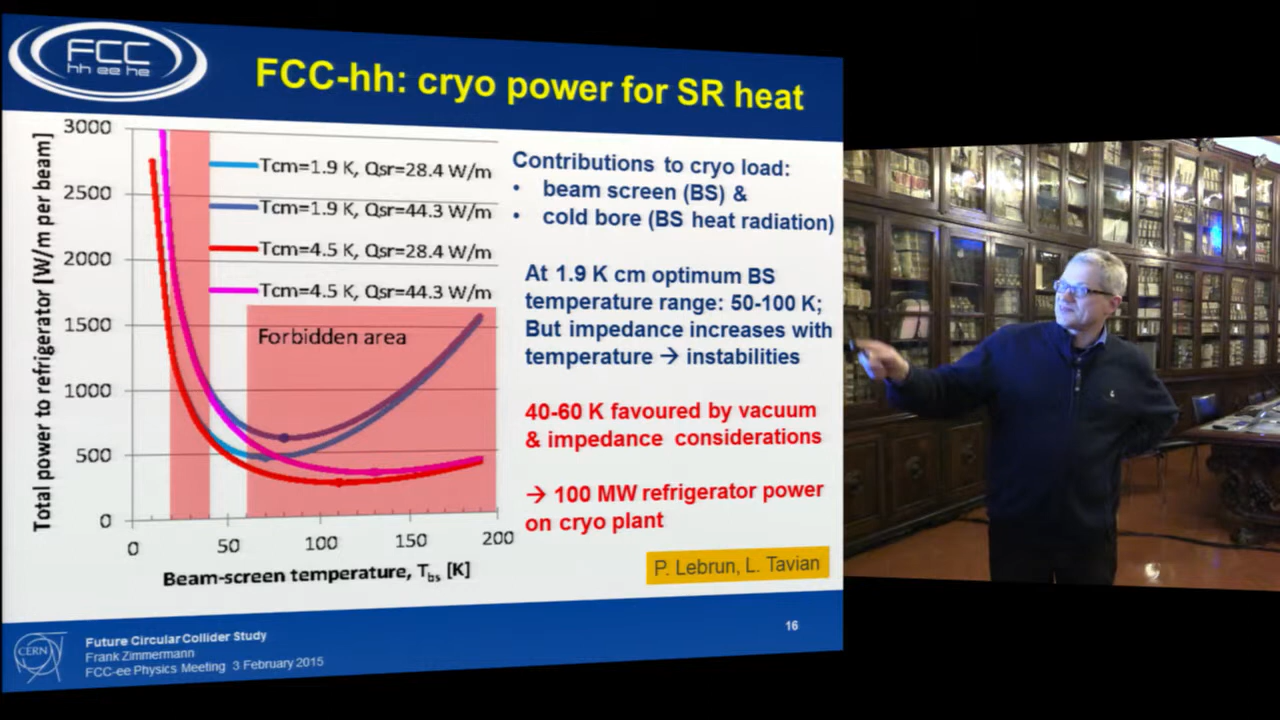 FCC
hh ee he
FCC-hh: cryo power for SR heat
Total power to refrigerator [W/m per beam]
3000
2500
2000
1500
1000
500
0
Tcm=1.9 K, Qsr=28.4 W/m
Tcm=1.9 K, Qsr=44.3 W/m
Tcm=4.5 K, Qsr=28.4 W/m
Tcm=4.5 K, Qsr=44.3 W/m
Forbidden area
0 50 100 150 200
Beam-screen temperature, Tbs [K]
Contributions to cryo load:
• beam screen (BS) &
• cold bore (BS heat radiation)
At 1.9 K cm optimum BS
temperature range: 50-100 K;
But impedance increases with
temperature → instabilities
40-60 K favoured by vacuum
& impedance considerations
→ 100 MW refrigerator power
on cryo plant
P. Lebrun, L. Tavian
CERN
Future Circular Collider Study
Frank Zimmermann
FCC-ee Physics Meeting 3 February 2015
16